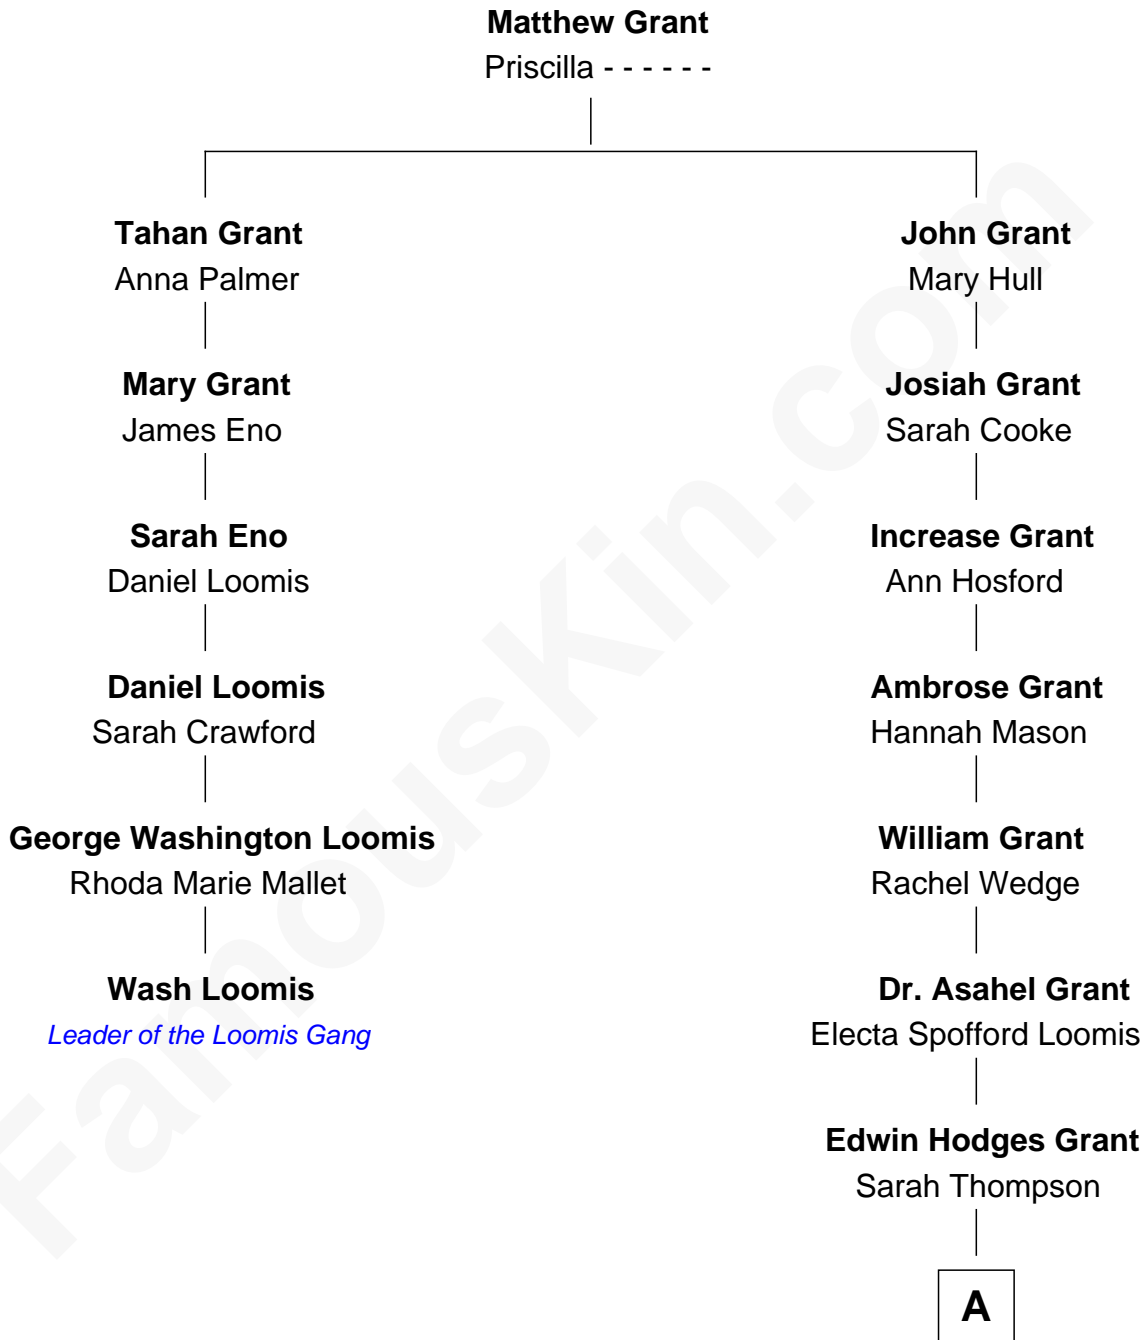 Matthew Grant
Priscilla - - - - - -
Tahan Grant
Anna Palmer
John Grant
Mary Hull
Mary Grant
James Eno
Josiah Grant
Sarah Cooke
Sarah Eno
Daniel Loomis
Increase Grant
Ann Hosford
Daniel Loomis
Sarah Crawford
Ambrose Grant
Hannah Mason
George Washington Loomis
Rhoda Marie Mallet
William Grant
Rachel Wedge
Wash Loomis
Leader of the Loomis Gang
Dr. Asahel Grant
Electa Spofford Loomis
Edwin Hodges Grant
Sarah Thompson
A
FamousKin.com